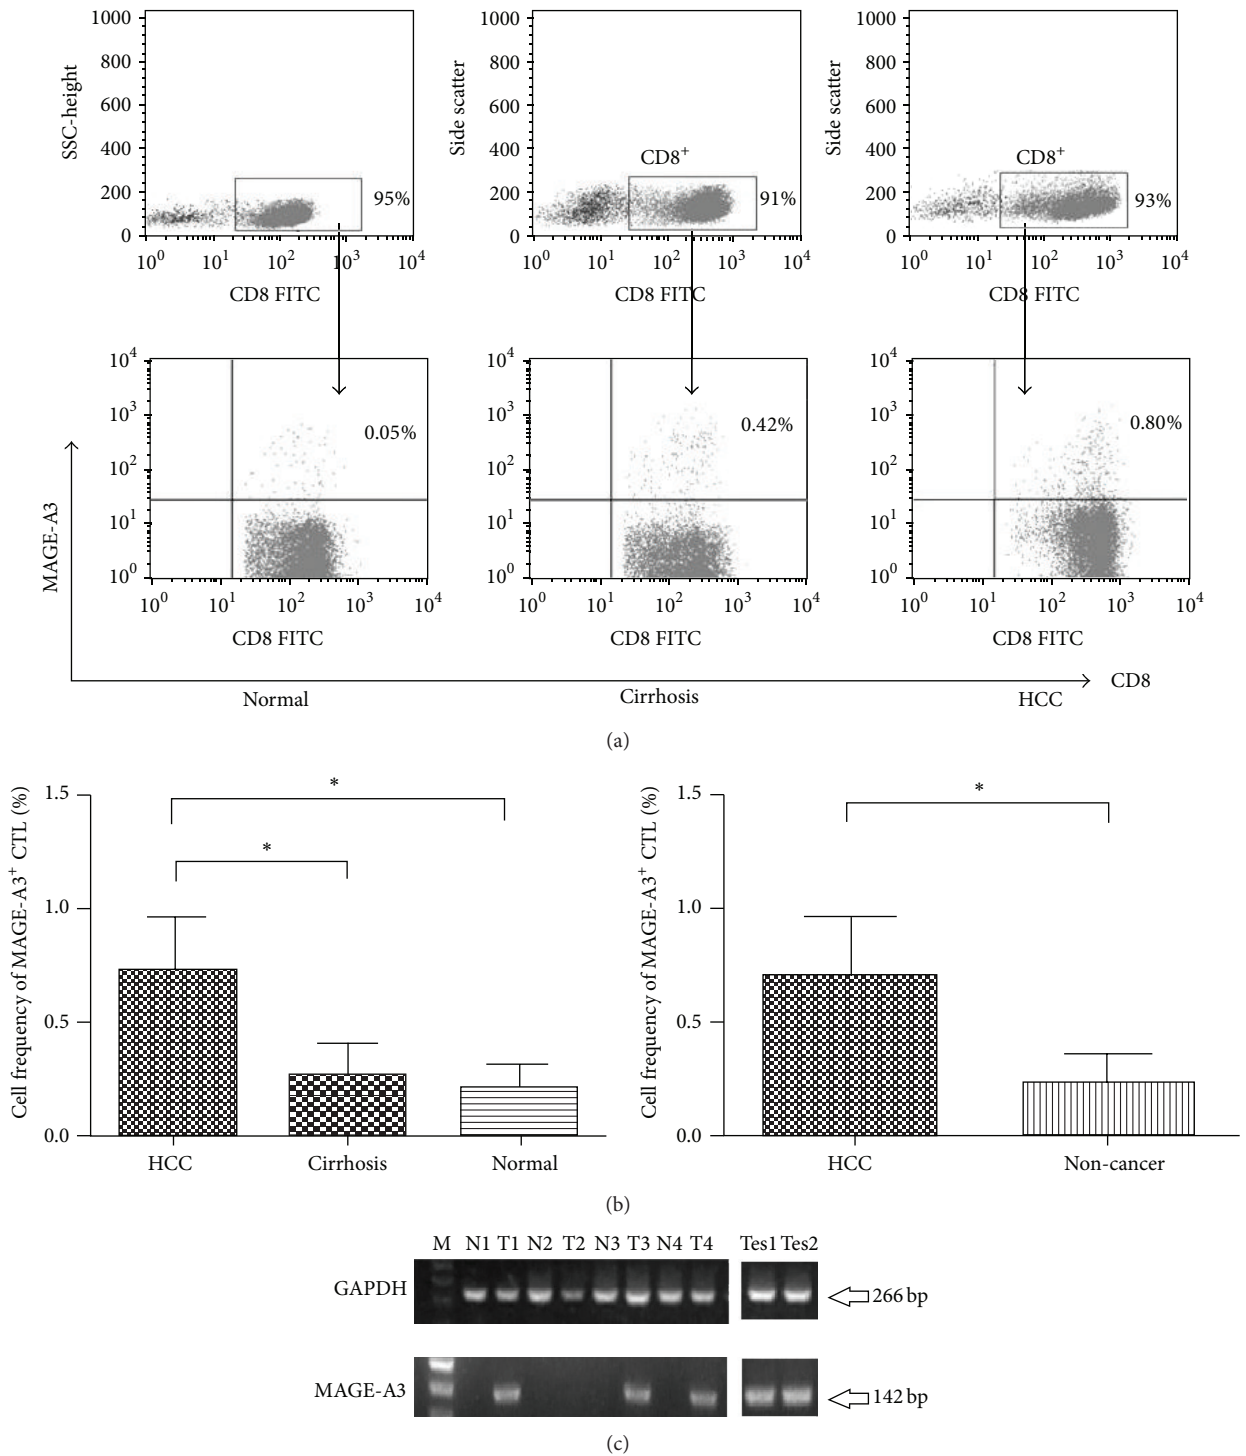 1000
800
600
400
200
0
SSC-height
95%
10^0 10^1 10^2 10^3 10^4
CD8 FITC
1000
800
600
400
200
0
Side scatter
CD8+
91%
10^0 10^1 10^2 10^3 10^4
CD8 FITC
1000
800
600
400
200
0
Side scatter
CD8+
93%
10^0 10^1 10^2 10^3 10^4
CD8 FITC
MAGE-A3
10^4
10^3
10^2
10^1
10^0
0.05%
10^0 10^1 10^2 10^3 10^4
CD8 FITC
10^4
10^3
10^2
10^1
10^0
0.42%
10^0 10^1 10^2 10^3 10^4
CD8 FITC
10^4
10^3
10^2
10^1
10^0
0.80%
10^0 10^1 10^2 10^3 10^4
CD8 FITC
CD8
Normal
Cirrhosis
HCC
(a)
Cell frequency of MAGE-A3+ CTL (%)
1.5
1.0
0.5
0.0
*
*
HCC
Cirrhosis
Normal
Cell frequency of MAGE-A3+ CTL (%)
1.5
1.0
0.5
0.0
*
HCC
Non-cancer
(b)
M N1 T1 N2 T2 N3 T3 N4 T4 Tes1 Tes2
GAPDH
266 bp
MAGE-A3
142 bp
(c)